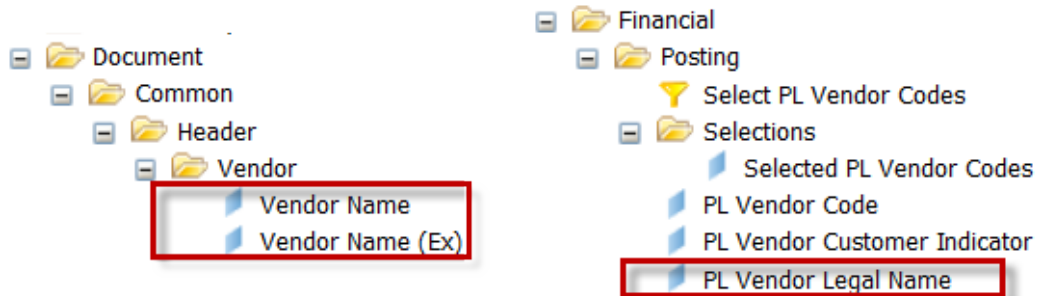 Document
Common
Header
Vendor
Vendor Name
Vendor Name (Ex)
Financial
Posting
Select PL Vendor Codes
Selections
Selected PL Vendor Codes
PL Vendor Code
PL Vendor Customer Indicator
PL Vendor Legal Name